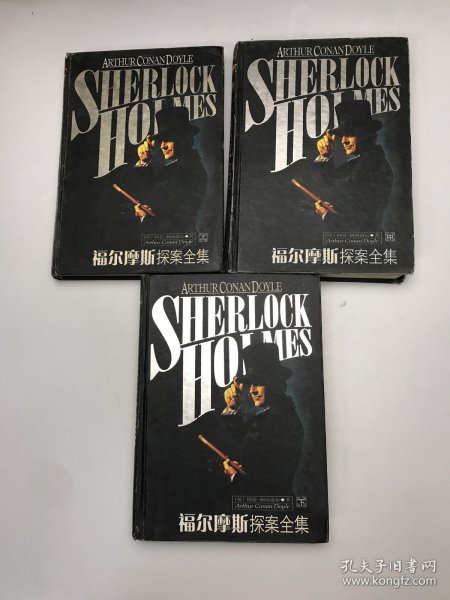 ARTHUR CONAN DOYLE
SHERLOCK
HOLMES
上
Arthur Conan Doyle
福尔摩斯探案全集
ARTHUR CONAN DOYLE
SHERLOCK
HOLMES
中
Arthur Conan Doyle
福尔摩斯探案全集
ARTHUR CONAN DOYLE
SHERLOCK
HOLMES
下
Arthur Conan Doyle
福尔摩斯探案全集
孔夫子旧书网
www.kongfz.com